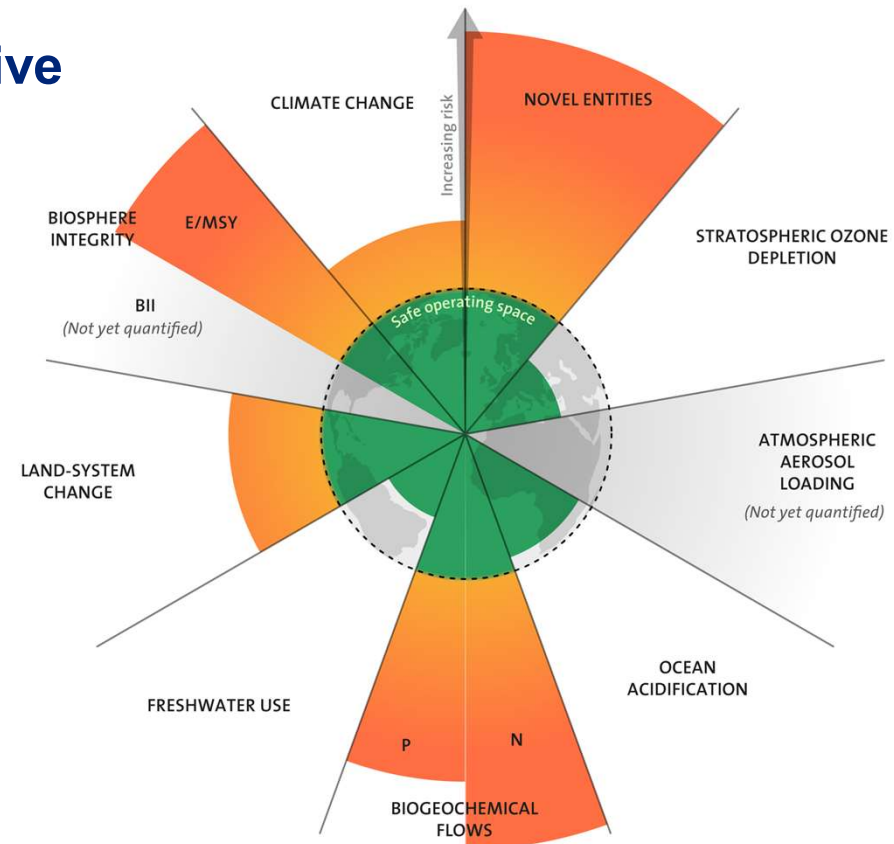 ive
CLIMATE CHANGE
Increasing risk
NOVEL ENTITIES
STRATOSPHERIC OZONE
DEPLETION
ATMOSPHERIC
AEROSOL
LOADING
(Not yet quantified)
OCEAN
ACIDIFICATION
N
P
BIOGEOCHEMICAL
FLOWS
FRESHWATER USE
LAND-SYSTEM
CHANGE
BII
(Not yet quantified)
BIOSPHERE
INTEGRITY
E/MSY
Safe operating space